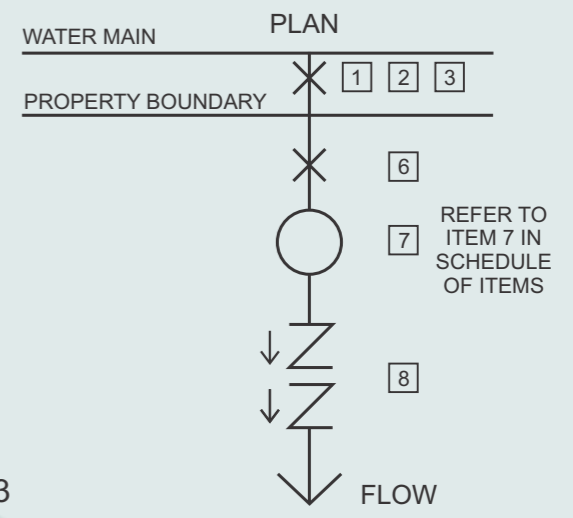 PLAN
WATER MAIN
1 2 3
PROPERTY BOUNDARY
6
7
REFER TO
ITEM 7 IN
SCHEDULE
OF ITEMS
8
FLOW